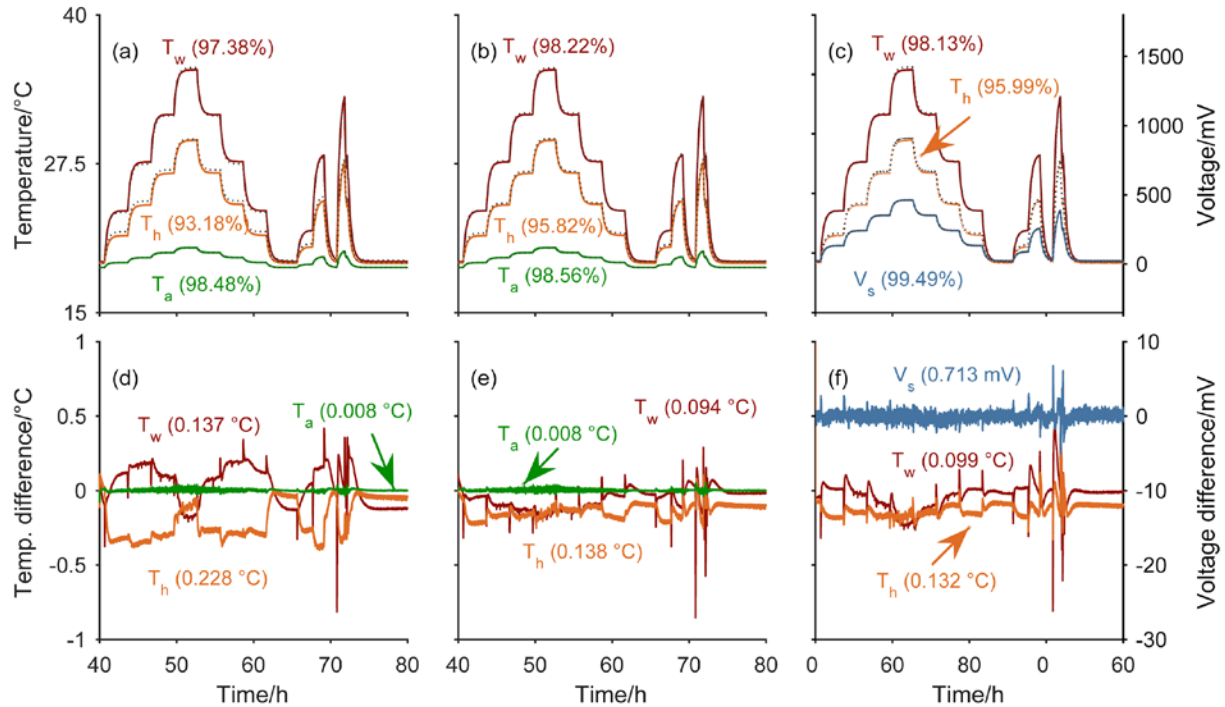 40
27.5
15
Temperature/°C
(a)
T_w (97.38%)
T_h (93.18%)
T_a (98.48%)
(b)
T_w (98.22%)
T_h (95.82%)
T_a (98.56%)
(c)
T_w (98.13%)
T_h (95.99%)
V_s (99.49%)
1500
1000
500
0
Voltage/mV
1
0.5
0
-0.5
-1
Temp. difference/°C
(d)
T_w (0.137 °C)
T_a (0.008 °C)
T_h (0.228 °C)
(e)
T_w (0.094 °C)
T_a (0.008 °C)
T_h (0.138 °C)
(f)
V_s (0.713 mV)
T_w (0.099 °C)
T_h (0.132 °C)
10
0
-10
-20
-30
Voltage difference/mV
40 50 60 70 80
Time/h
40 50 60 70 80
Time/h
0 0 60 0 60
Time/h